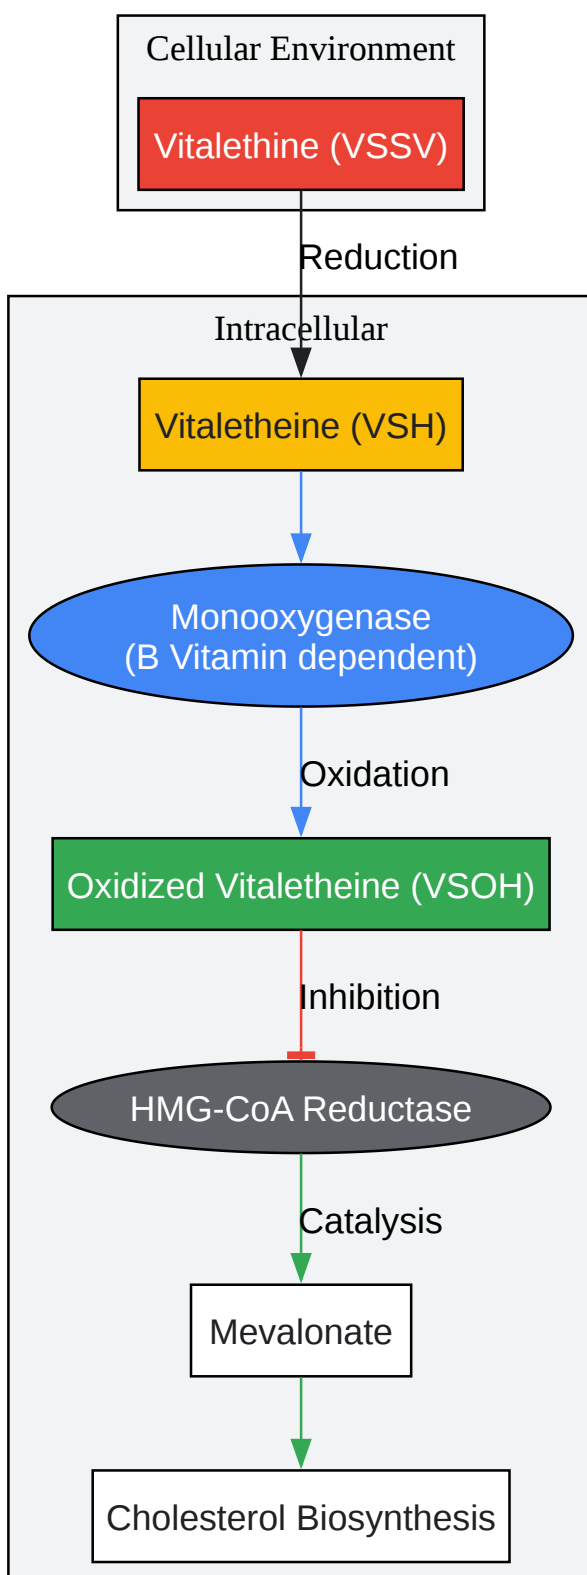 Cellular Environment
Vitalethine (VSSV)
Reduction
Intracellular
Vitaletheine (VSH)
Monooxygenase
(B Vitamin dependent)
Oxidation
Oxidized Vitaletheine (VSOH)
Inhibition
HMG-CoA Reductase
Catalysis
Mevalonate
Cholesterol Biosynthesis